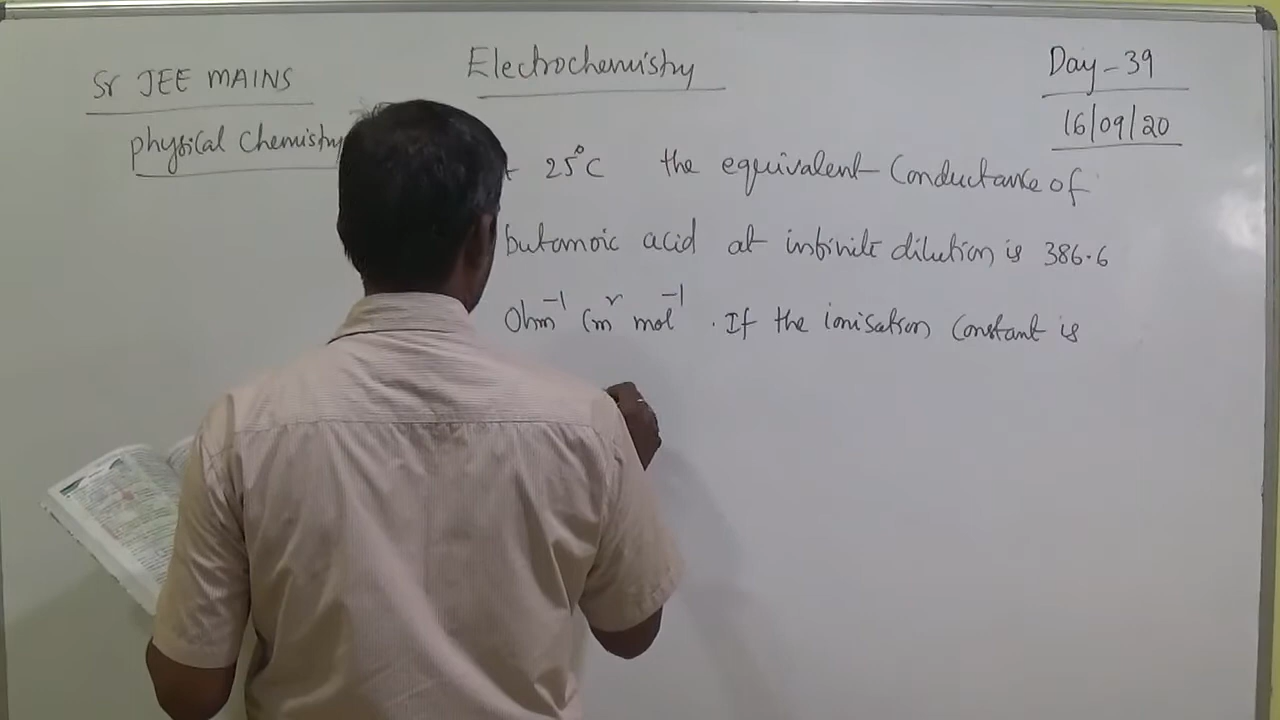 Sr JEE MAINS
Electrochemistry
Day - 39
16/09/20
physical Chemistry
25°C the equivalent Conductance of
butanoic acid at infinite dilution is 386.6
Ohm⁻¹ Cm² mol⁻¹. If the ionisation Constant is